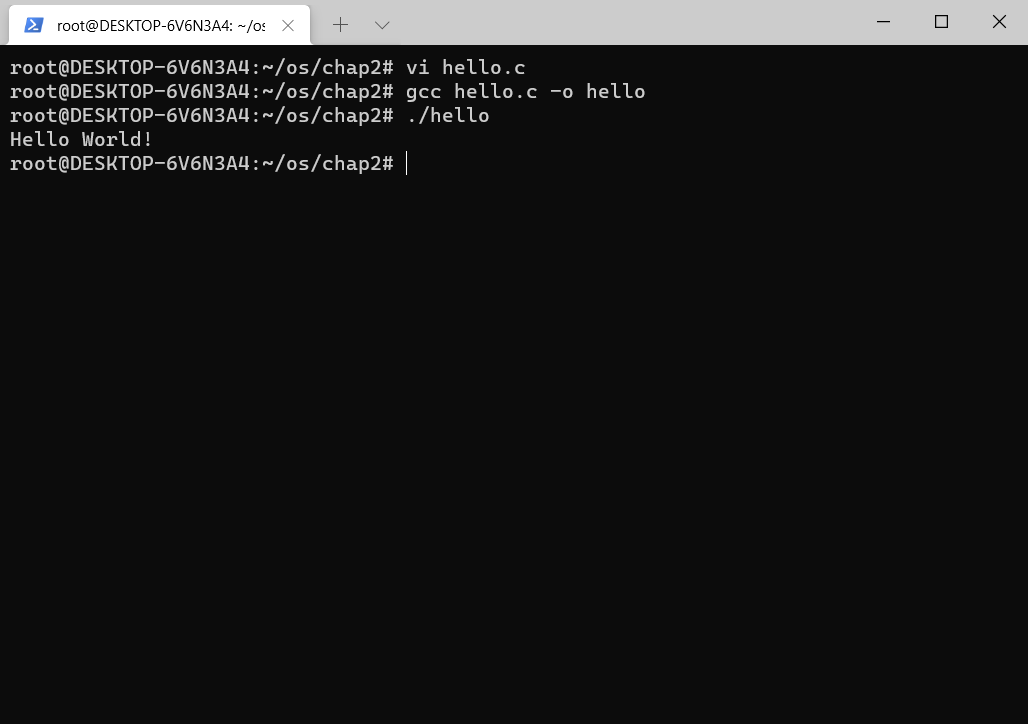 root@DESKTOP-6V6N3A4: ~/os
root@DESKTOP-6V6N3A4:~/os/chap2# vi hello.c
root@DESKTOP-6V6N3A4:~/os/chap2# gcc hello.c -o hello
root@DESKTOP-6V6N3A4:~/os/chap2# ./hello
Hello World!
root@DESKTOP-6V6N3A4:~/os/chap2#